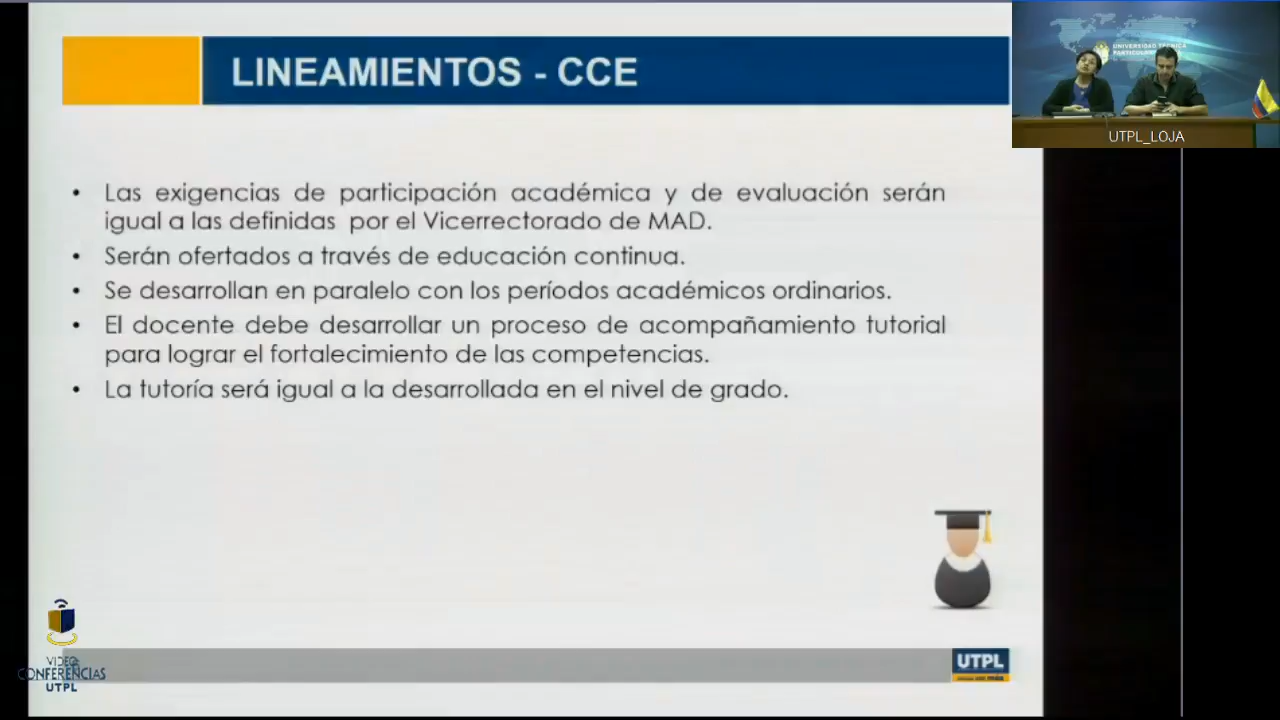 LINEAMIENTOS - CCE
UNIVERSIDAD TÉCNICA
UTPL_LOJA
• Las exigencias de participación académica y de evaluación serán
igual a las definidas por el Vicerrectorado de MAD.
• Serán ofertados a través de educación continua.
• Se desarrollan en paralelo con los períodos académicos ordinarios.
• El docente debe desarrollar un proceso de acompañamiento tutorial
para lograr el fortalecimiento de las competencias.
• La tutoría será igual a la desarrollada en el nivel de grado.
VIDEO
CONFERENCIAS
UTPL
UTPL